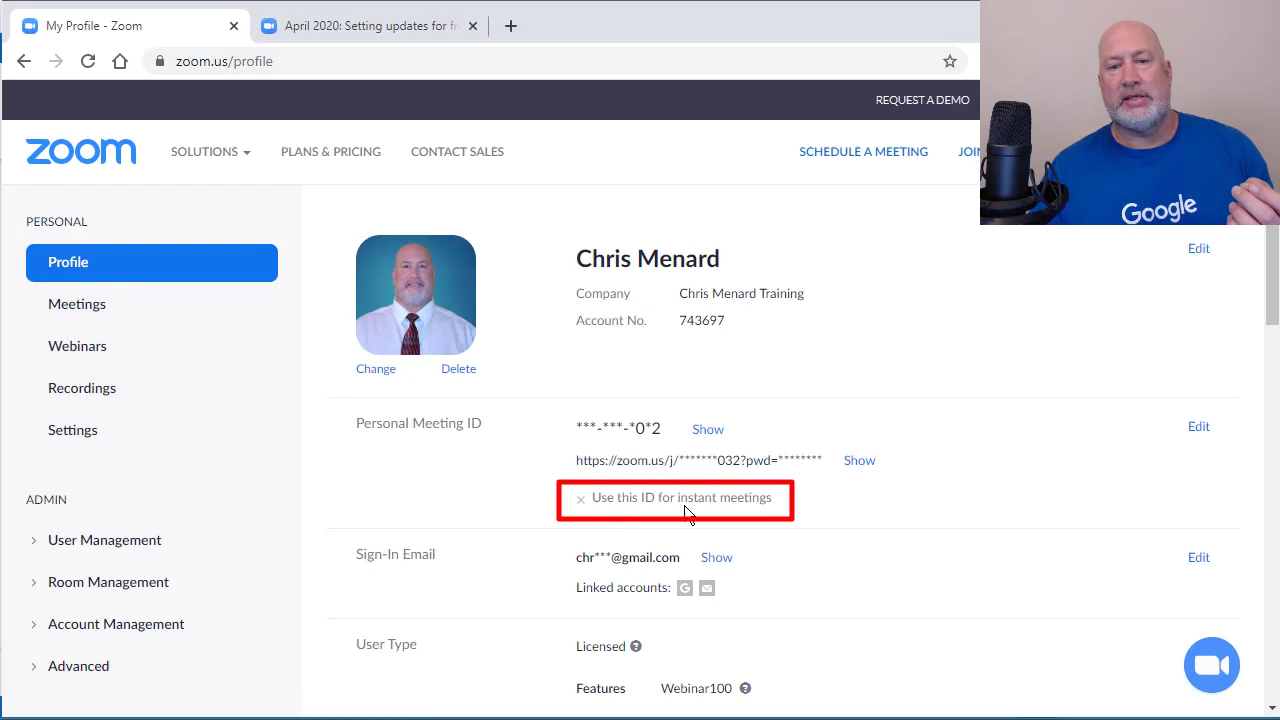 My Profile - Zoom
April 2020: Setting updates for fr
zoom.us/profile
REQUEST A DEMO
zoom
SOLUTIONS
PLANS & PRICING
CONTACT SALES
SCHEDULE A MEETING
JOIN
Google
PERSONAL
Profile
Meetings
Webinars
Recordings
Settings
ADMIN
User Management
Room Management
Account Management
Advanced
Change
Delete
Chris Menard
Edit
Company
Chris Menard Training
Account No.
743697
Personal Meeting ID
***-***-*0*2
Show
Edit
https://zoom.us/j/*******032?pwd=********
Show
Use this ID for instant meetings
Sign-In Email
chr***@gmail.com
Show
Edit
Linked accounts:
G
User Type
Licensed
Features
Webinar100